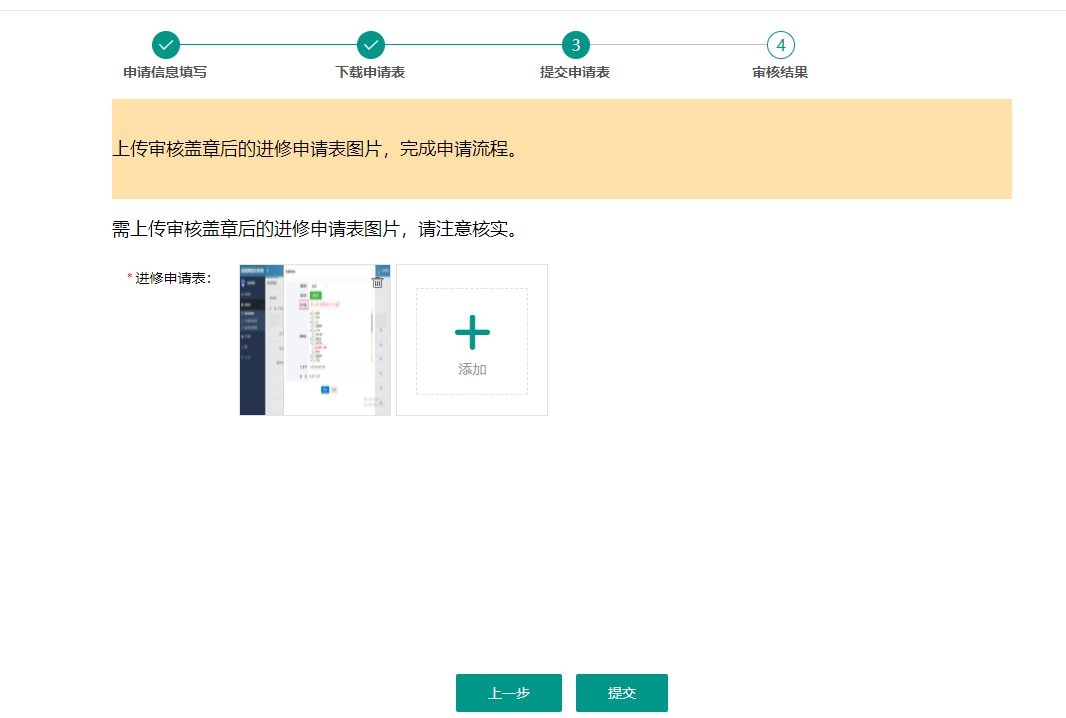 3
4
申请信息填写
下载申请表
提交申请表
审核结果
上传审核盖章后的进修申请表图片，完成申请流程。
需上传审核盖章后的进修申请表图片，请注意核实。
*进修申请表：
添加
上一步
提交